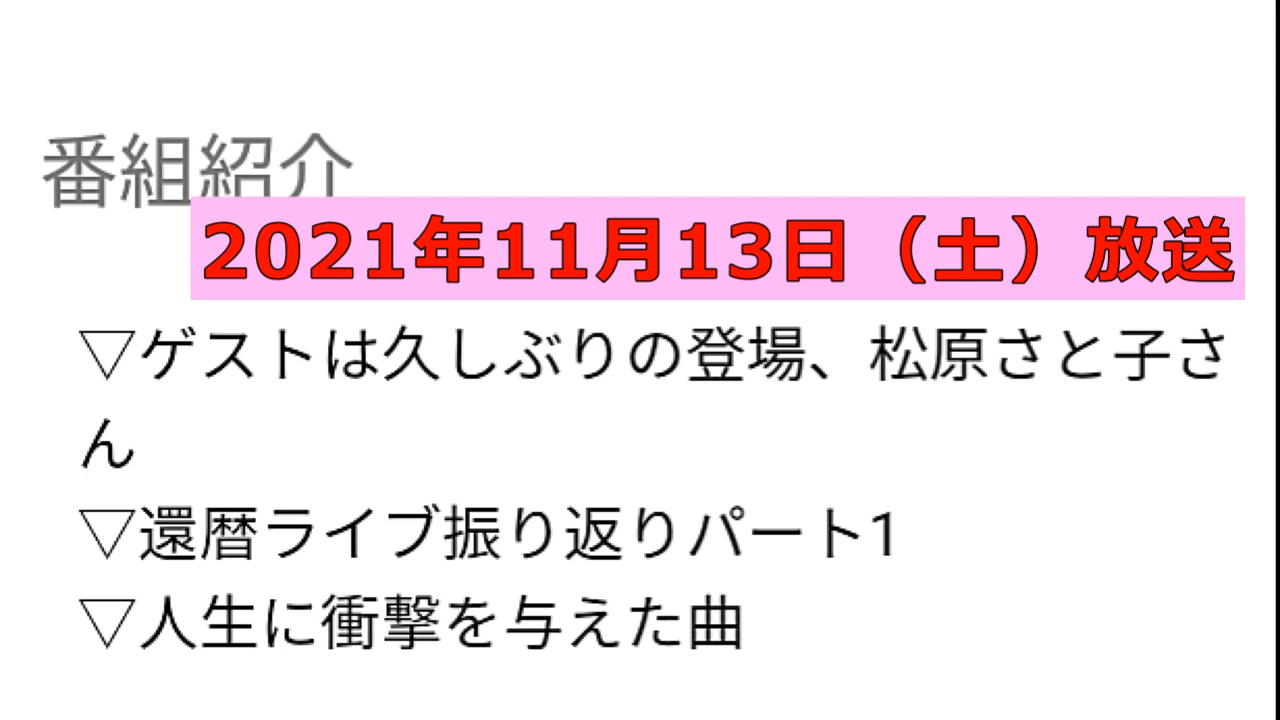 番組紹介
2021年11月13日（土）放送
▽ゲストは久しぶりの登場、松原さと子さ
ん
▽還暦ライブ振り返りパート1
▽人生に衝撃を与えた曲